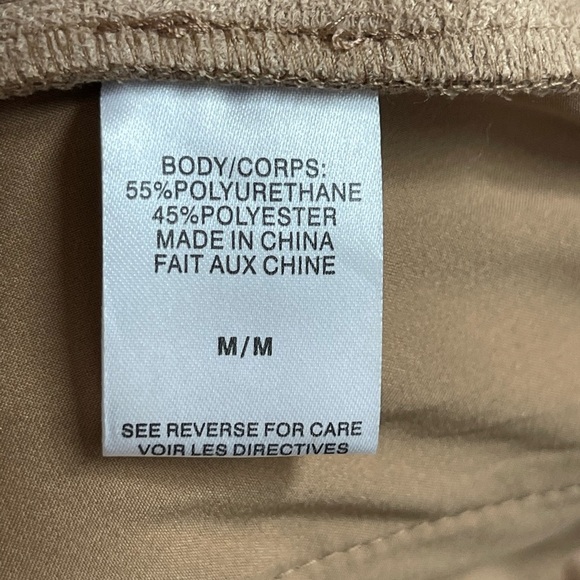 BODY/CORPS:
55%POLYURETHANE
45%POLYESTER
MADE IN CHINA
FAIT AUX CHINE
M/M
SEE REVERSE FOR CARE
VOIR LES DIRECTIVES